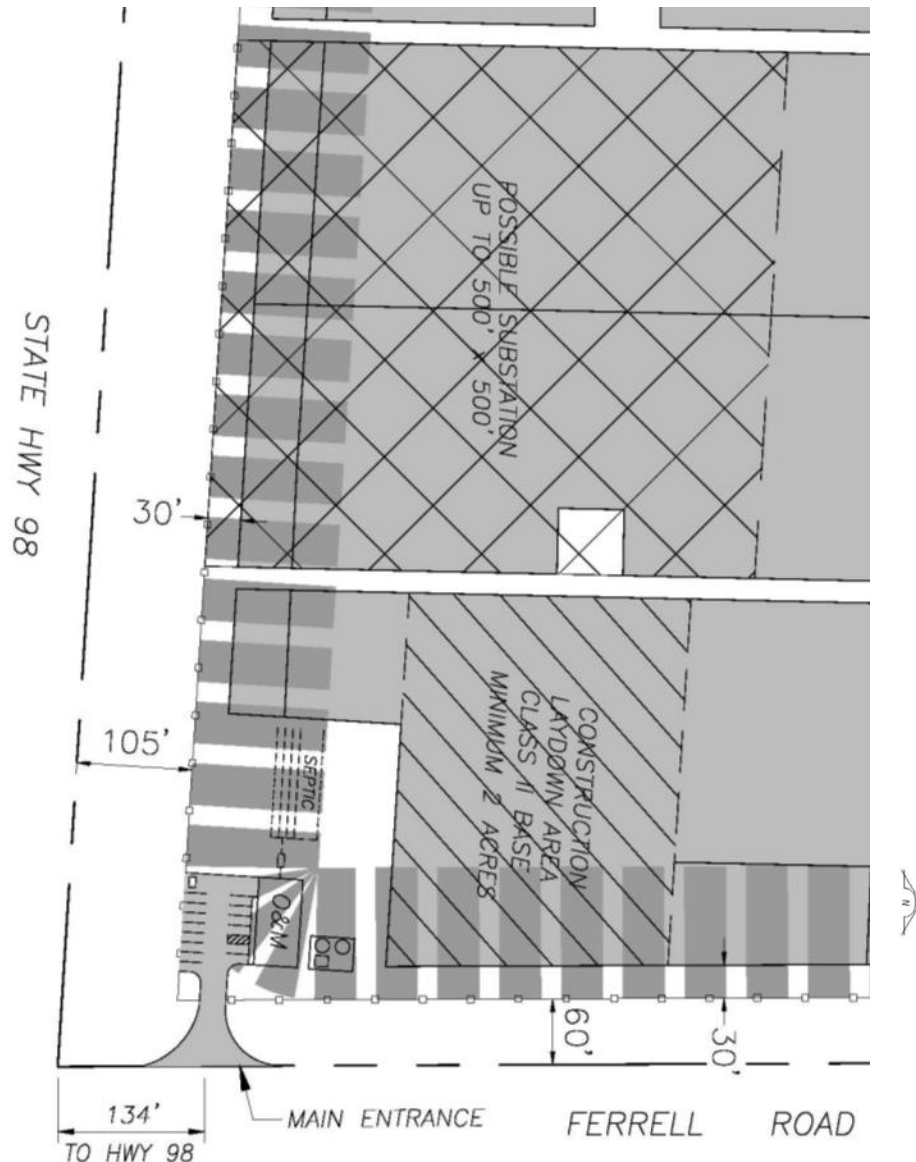 POSSIBLE SUBSTATION
UP TO 500' x 500'
STATE HWY 98
30'
105'
SEPTIC
CONSTRUCTION
LAYDOWN AREA
CLASS II BASE
MINIMUM 2 ACRES
O&M
N
60'
30'
134'
TO HWY 98
MAIN ENTRANCE
FERRELL ROAD